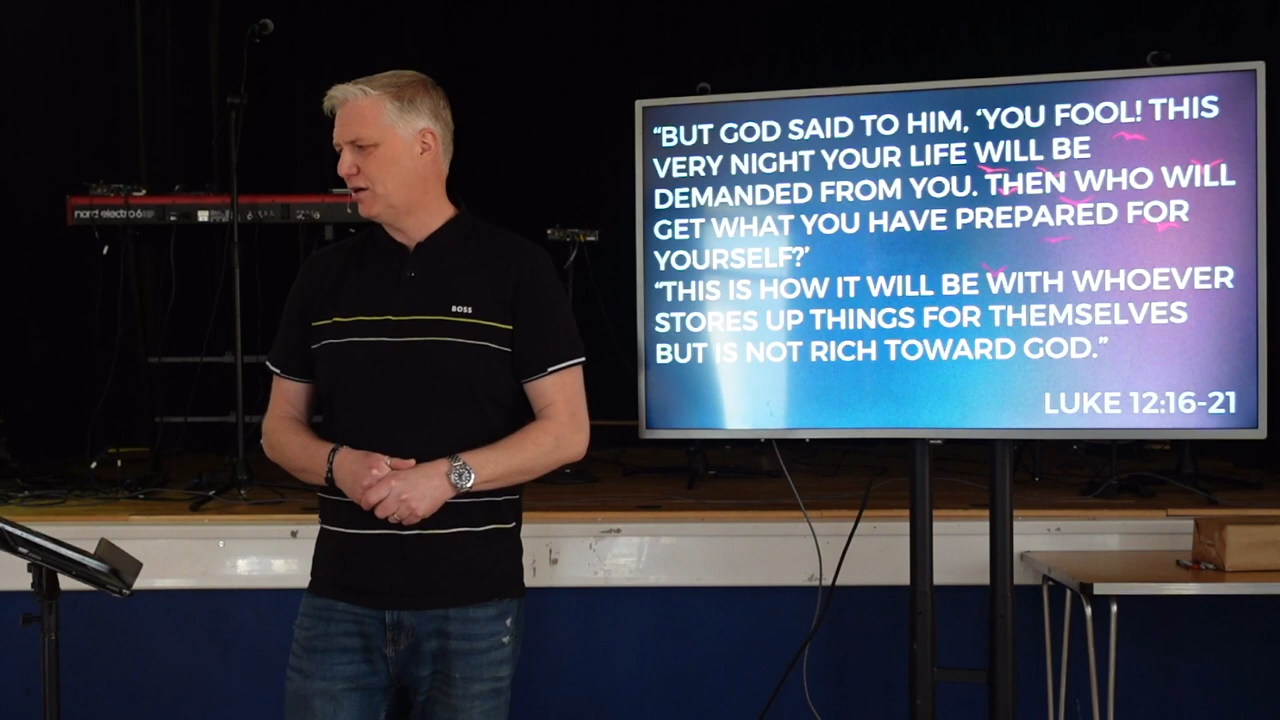 “BUT GOD SAID TO HIM, ‘YOU FOOL! THIS
VERY NIGHT YOUR LIFE WILL BE
DEMANDED FROM YOU. THEN WHO WILL
GET WHAT YOU HAVE PREPARED FOR
YOURSELF?’
“THIS IS HOW IT WILL BE WITH WHOEVER
STORES UP THINGS FOR THEMSELVES
BUT IS NOT RICH TOWARD GOD.”
LUKE 12:16-21
nord electro 6
BOSS